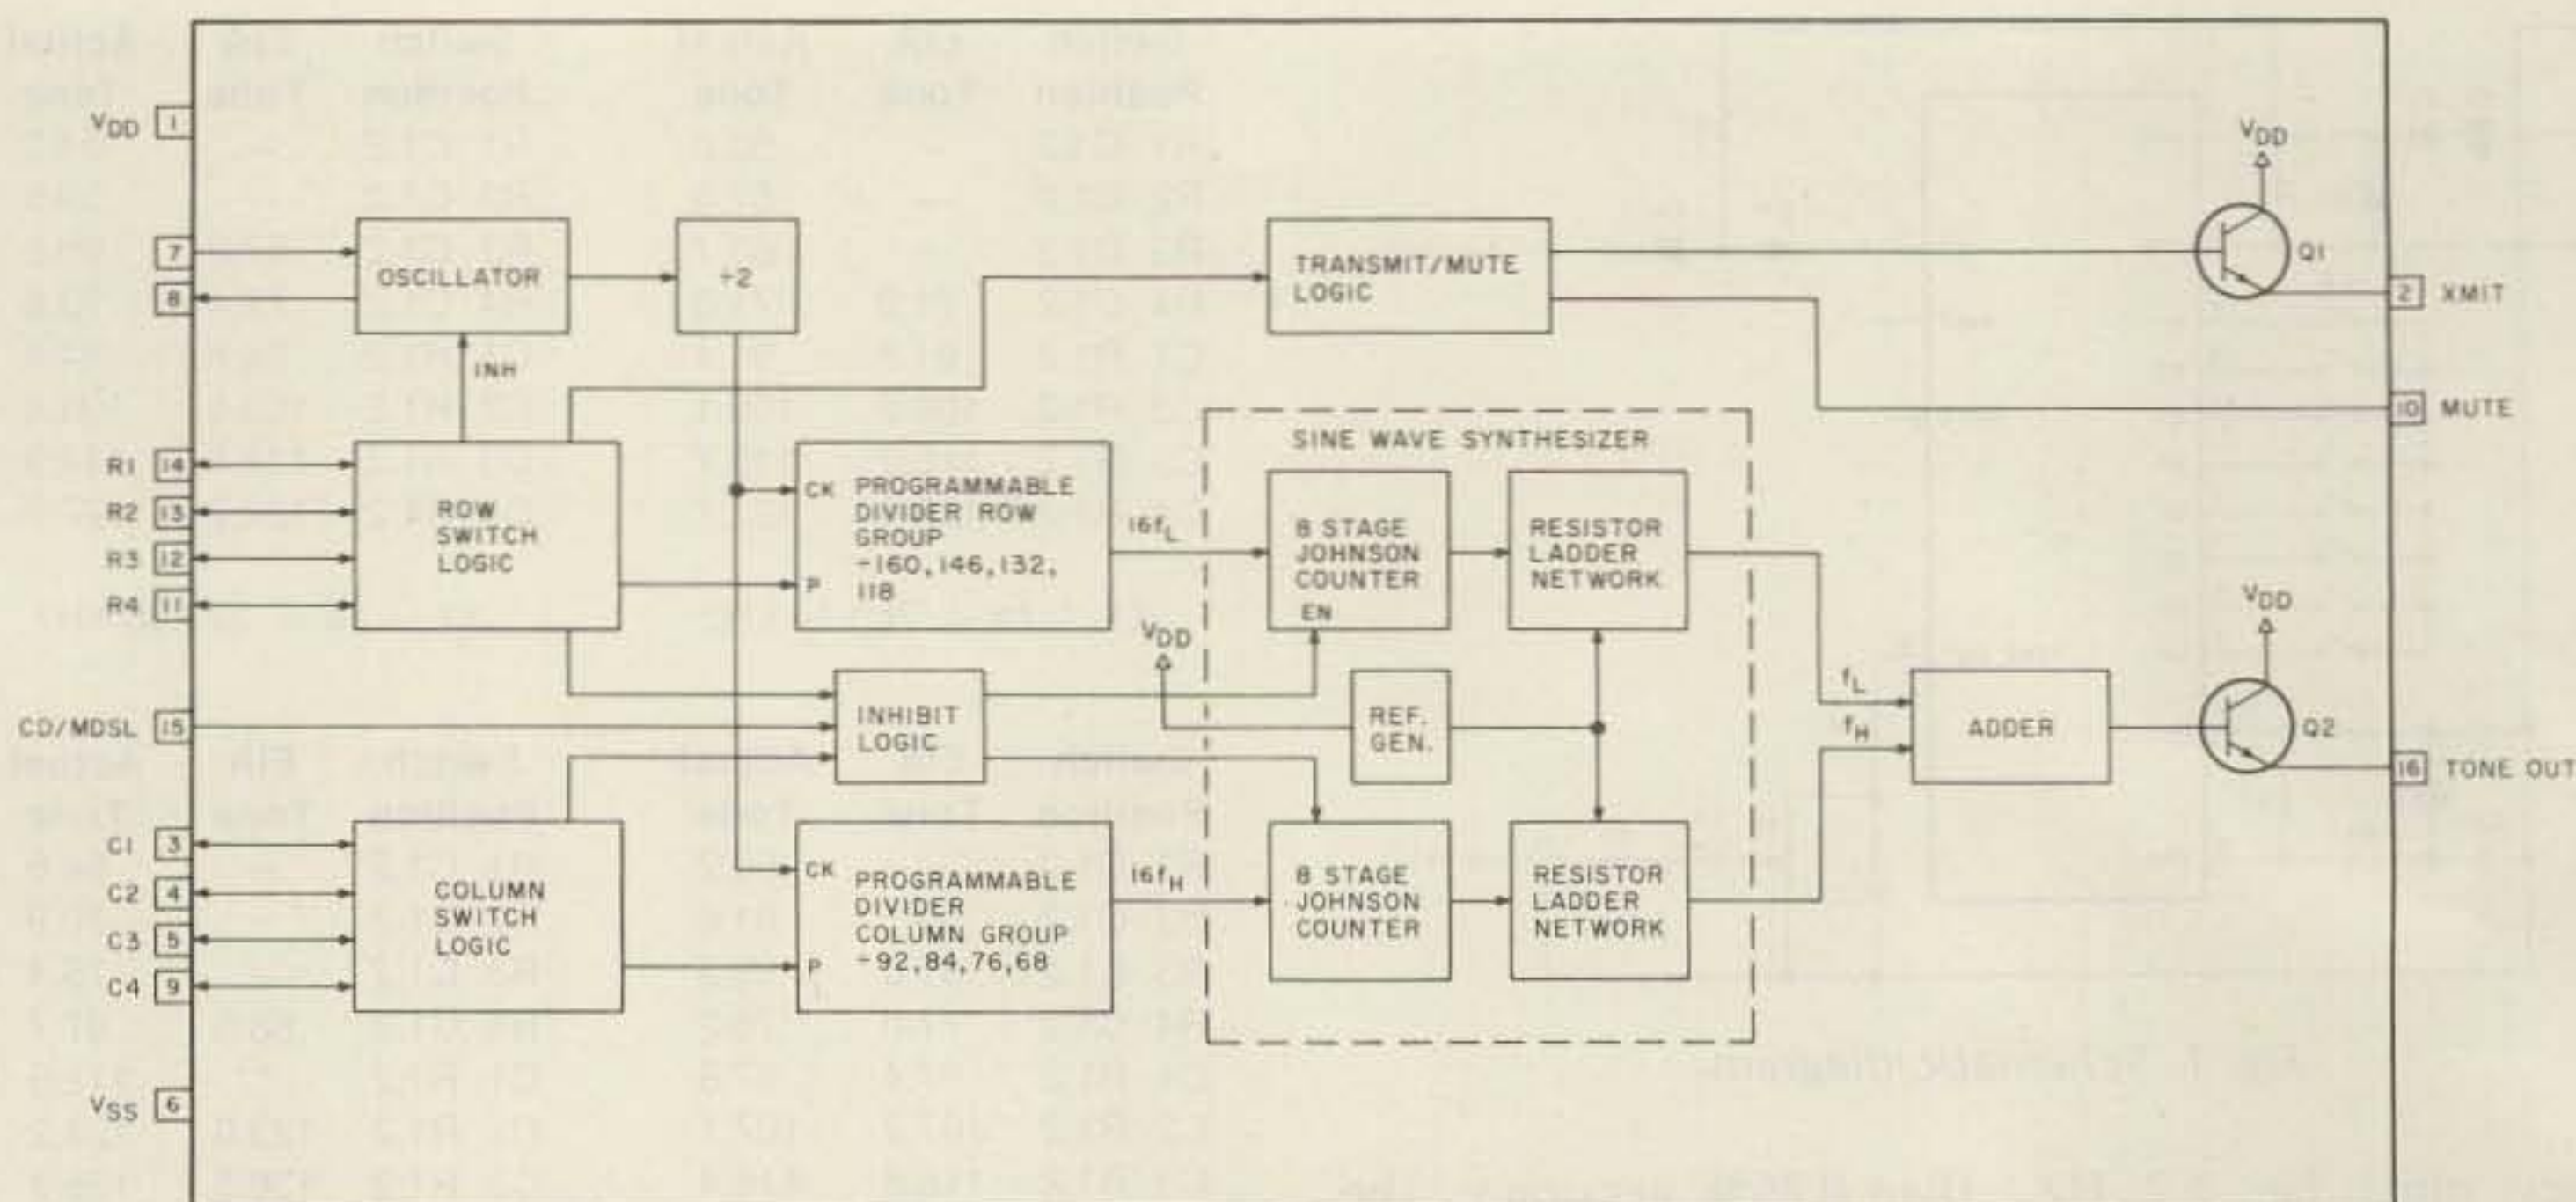 VDD 1
7
8
OSCILLATOR
÷2
INH
TRANSMIT/MUTE
LOGIC
VDD
Q1
2 XMIT
10 MUTE
R1 14
R2 13
R3 12
R4 11
ROW
SWITCH
LOGIC
CK
P
PROGRAMMABLE
DIVIDER ROW
GROUP
-160,146,132,
118
16fL
SINE WAVE SYNTHESIZER
8 STAGE
JOHNSON
COUNTER
EN
RESISTOR
LADDER
NETWORK
VDD
CD/MDSL 15
INHIBIT
LOGIC
REF.
GEN.
fL
fH
ADDER
VDD
Q2
16 TONE OUT
C1 3
C2 4
C3 5
C4 9
COLUMN
SWITCH
LOGIC
CK
P
PROGRAMMABLE
DIVIDER
COLUMN GROUP
-92,84,76,68
16fH
8 STAGE
JOHNSON
COUNTER
RESISTOR
LADDER
NETWORK
VSS 6